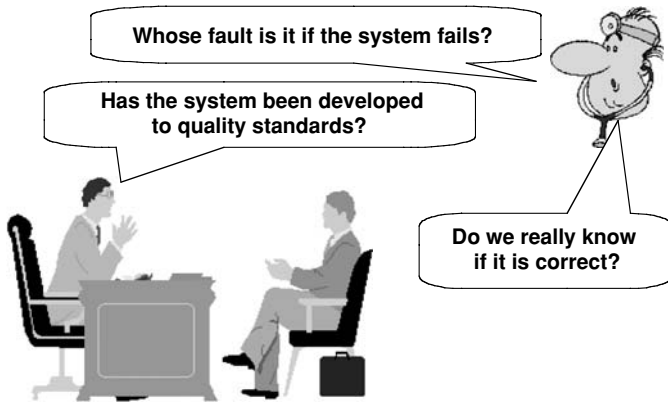 Whose fault is it if the system fails?
Has the system been developed
to quality standards?
Do we really know
if it is correct?